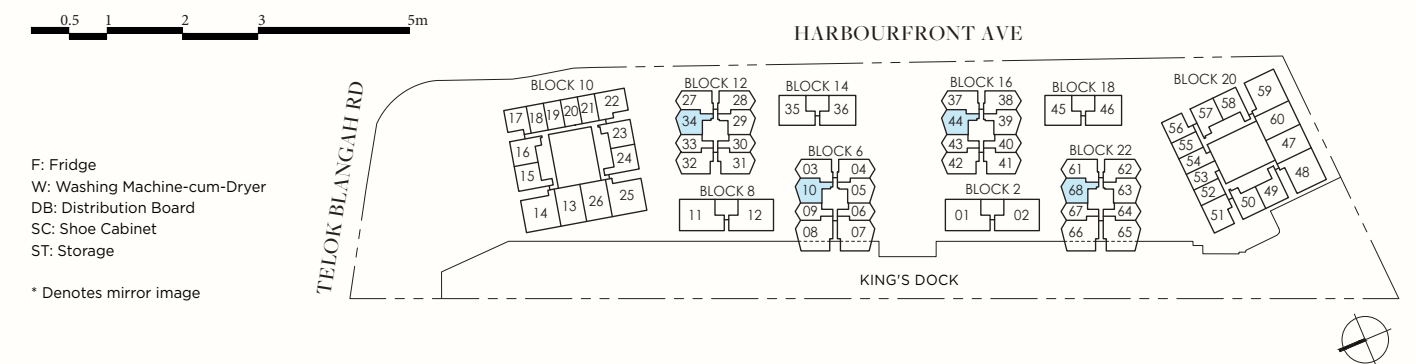 0.5 1 2 3 5m
HARBOURFRONT AVE
TELOK BLANGAH RD
F: Fridge
W: Washing Machine-cum-Dryer
DB: Distribution Board
SC: Shoe Cabinet
ST: Storage
* Denotes mirror image
BLOCK 10
17 18 19 20 21 22
16 23
15 24
14 13 26 25
BLOCK 12
27 28
34 29
33 30
32 31
BLOCK 14
35 36
BLOCK 8
11 12
BLOCK 6
03 04
10 05
09 06
08 07
BLOCK 16
37 38
44 39
43 40
42 41
BLOCK 18
45 46
BLOCK 2
01 02
BLOCK 22
61 62
68 63
67 64
66 65
BLOCK 20
56 57 58 59
55 60
54 47
53 48
52 49
51 50
KING'S DOCK